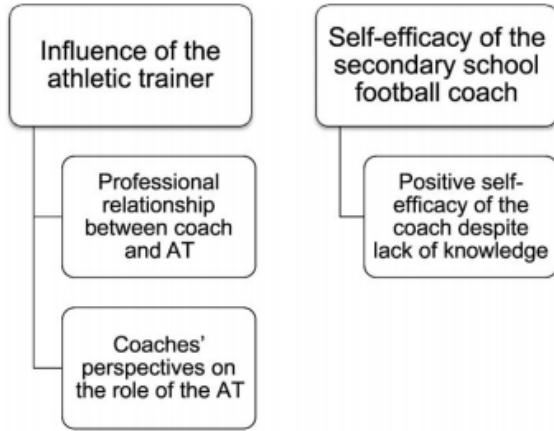 Influence of the
athletic trainer
Professional
relationship
between coach
and AT
Coaches'
perspectives on
the role of the AT
Self-efficacy of the
secondary school
football coach
Positive self-
efficacy of the
coach despite
lack of knowledge